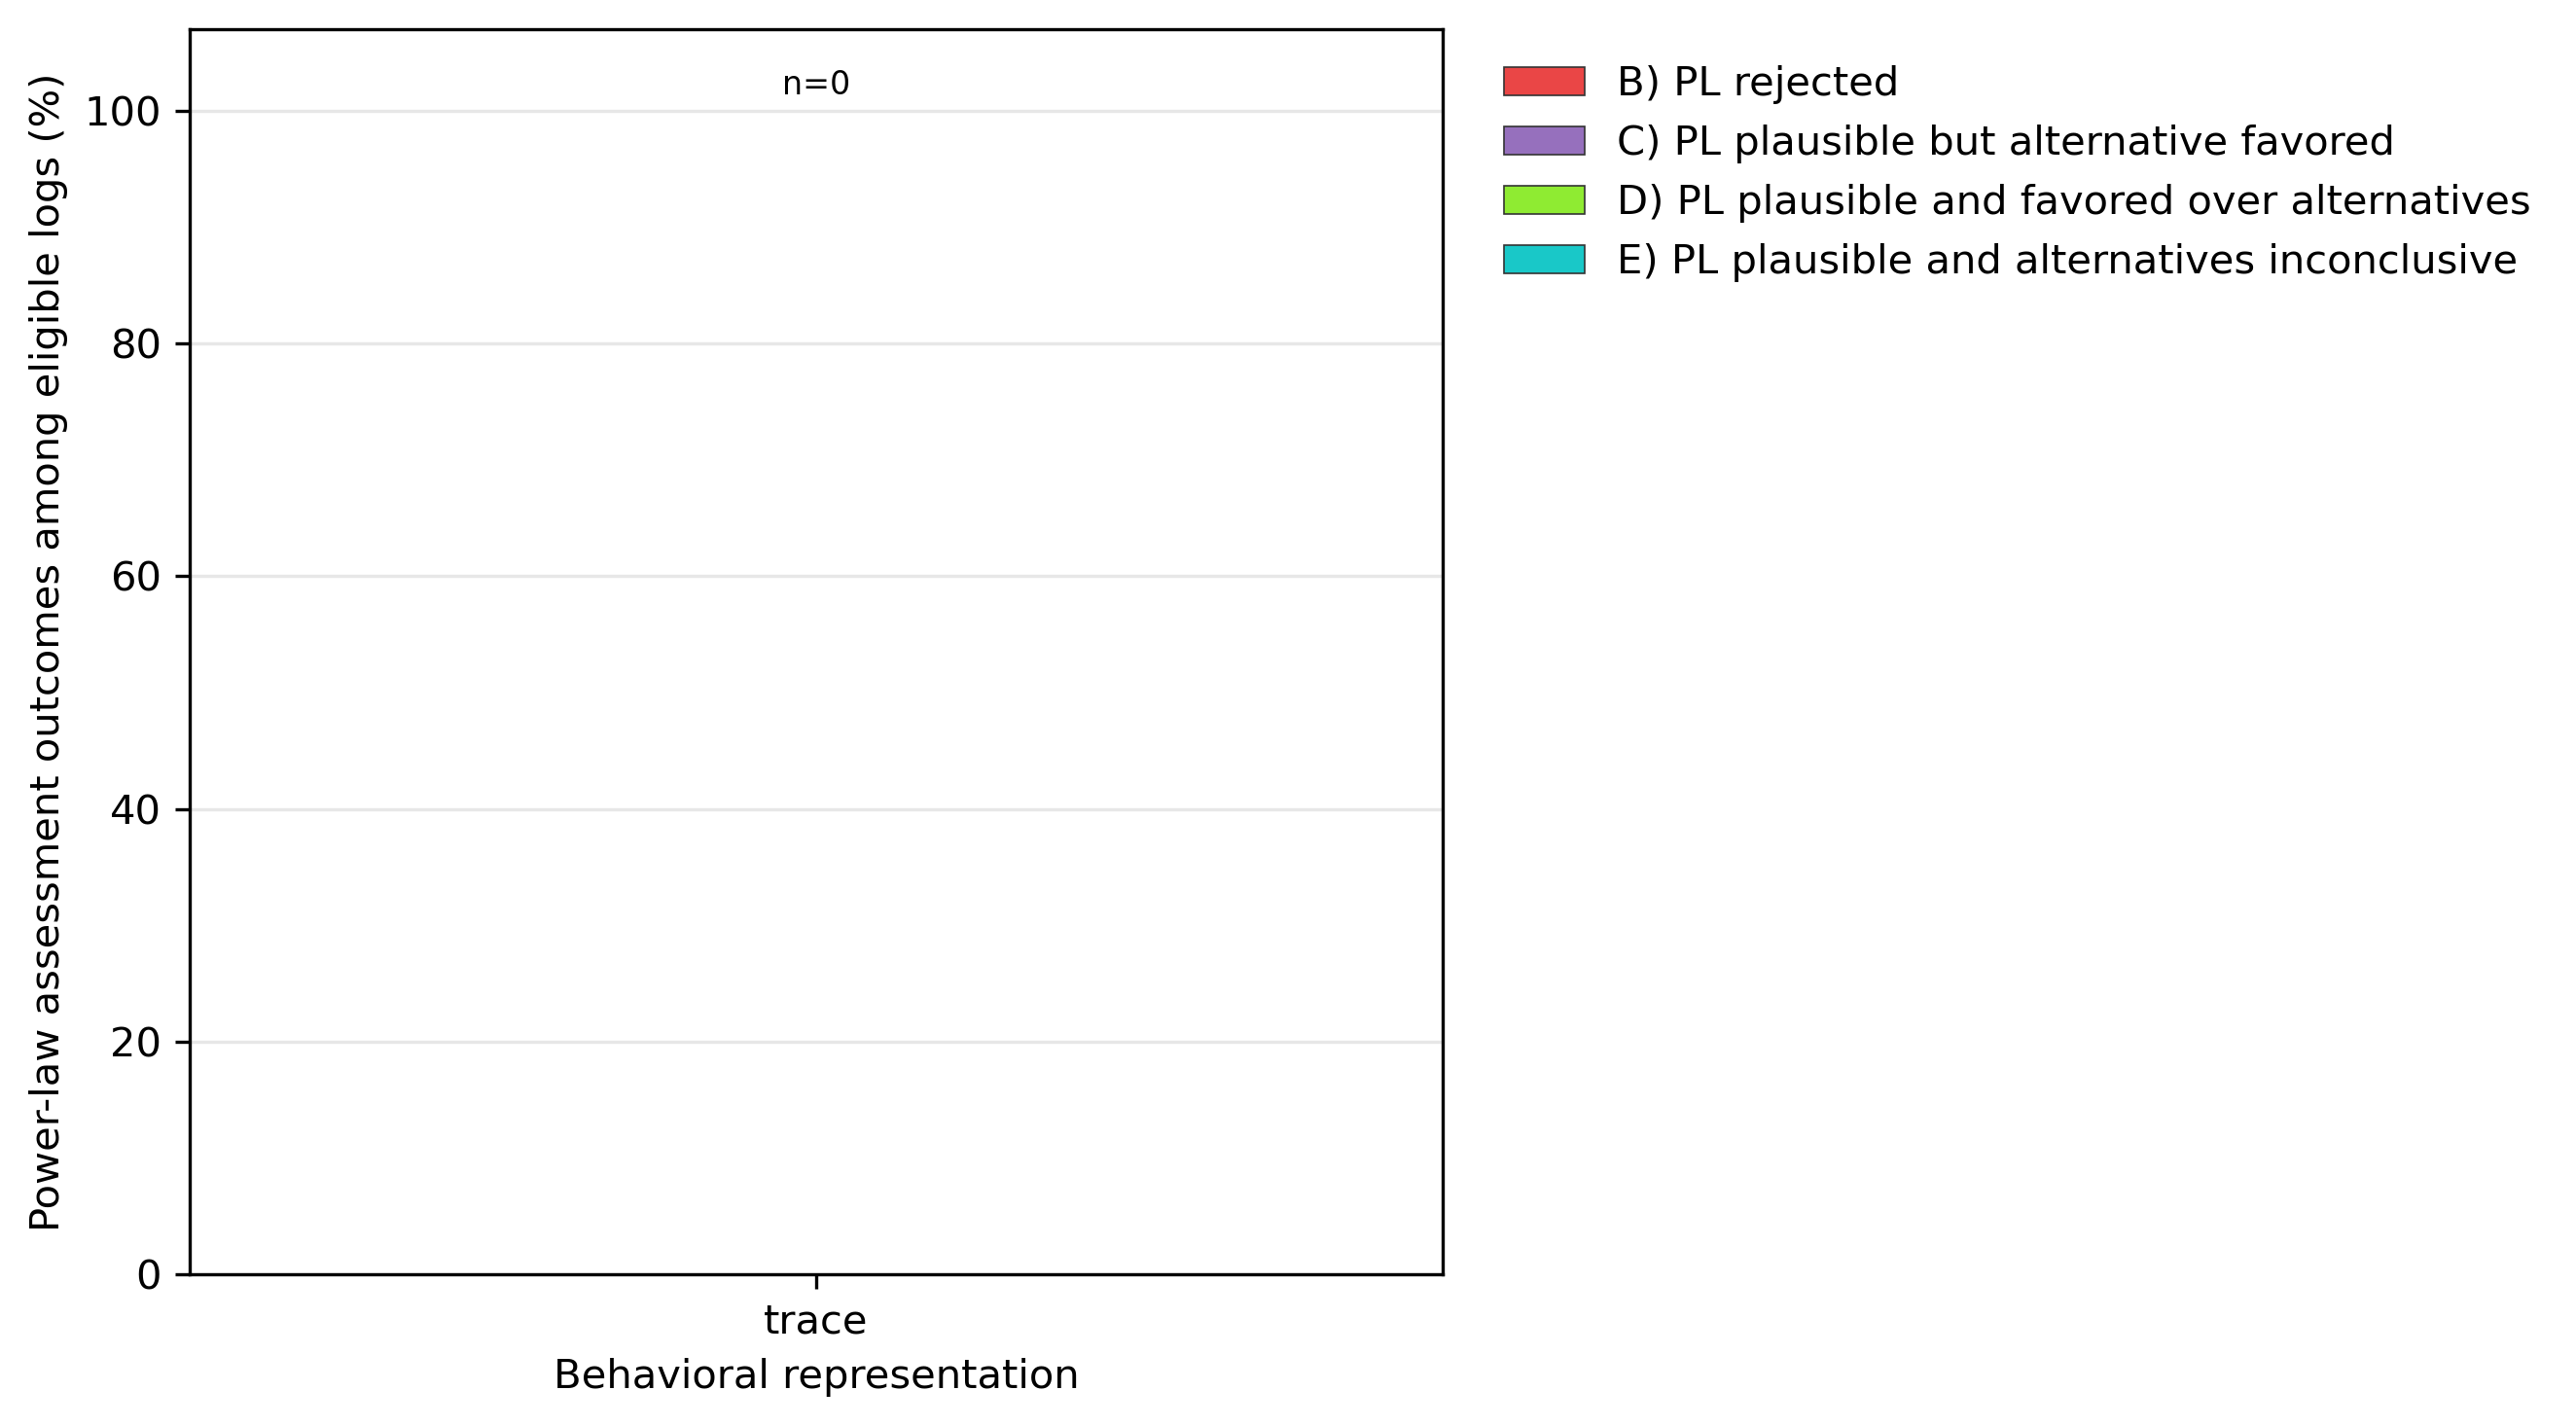 Power-law assessment outcomes among eligible logs (%)
100
80
60
40
20
0
n=0
trace
Behavioral representation
B) PL rejected
C) PL plausible but alternative favored
D) PL plausible and favored over alternatives
E) PL plausible and alternatives inconclusive